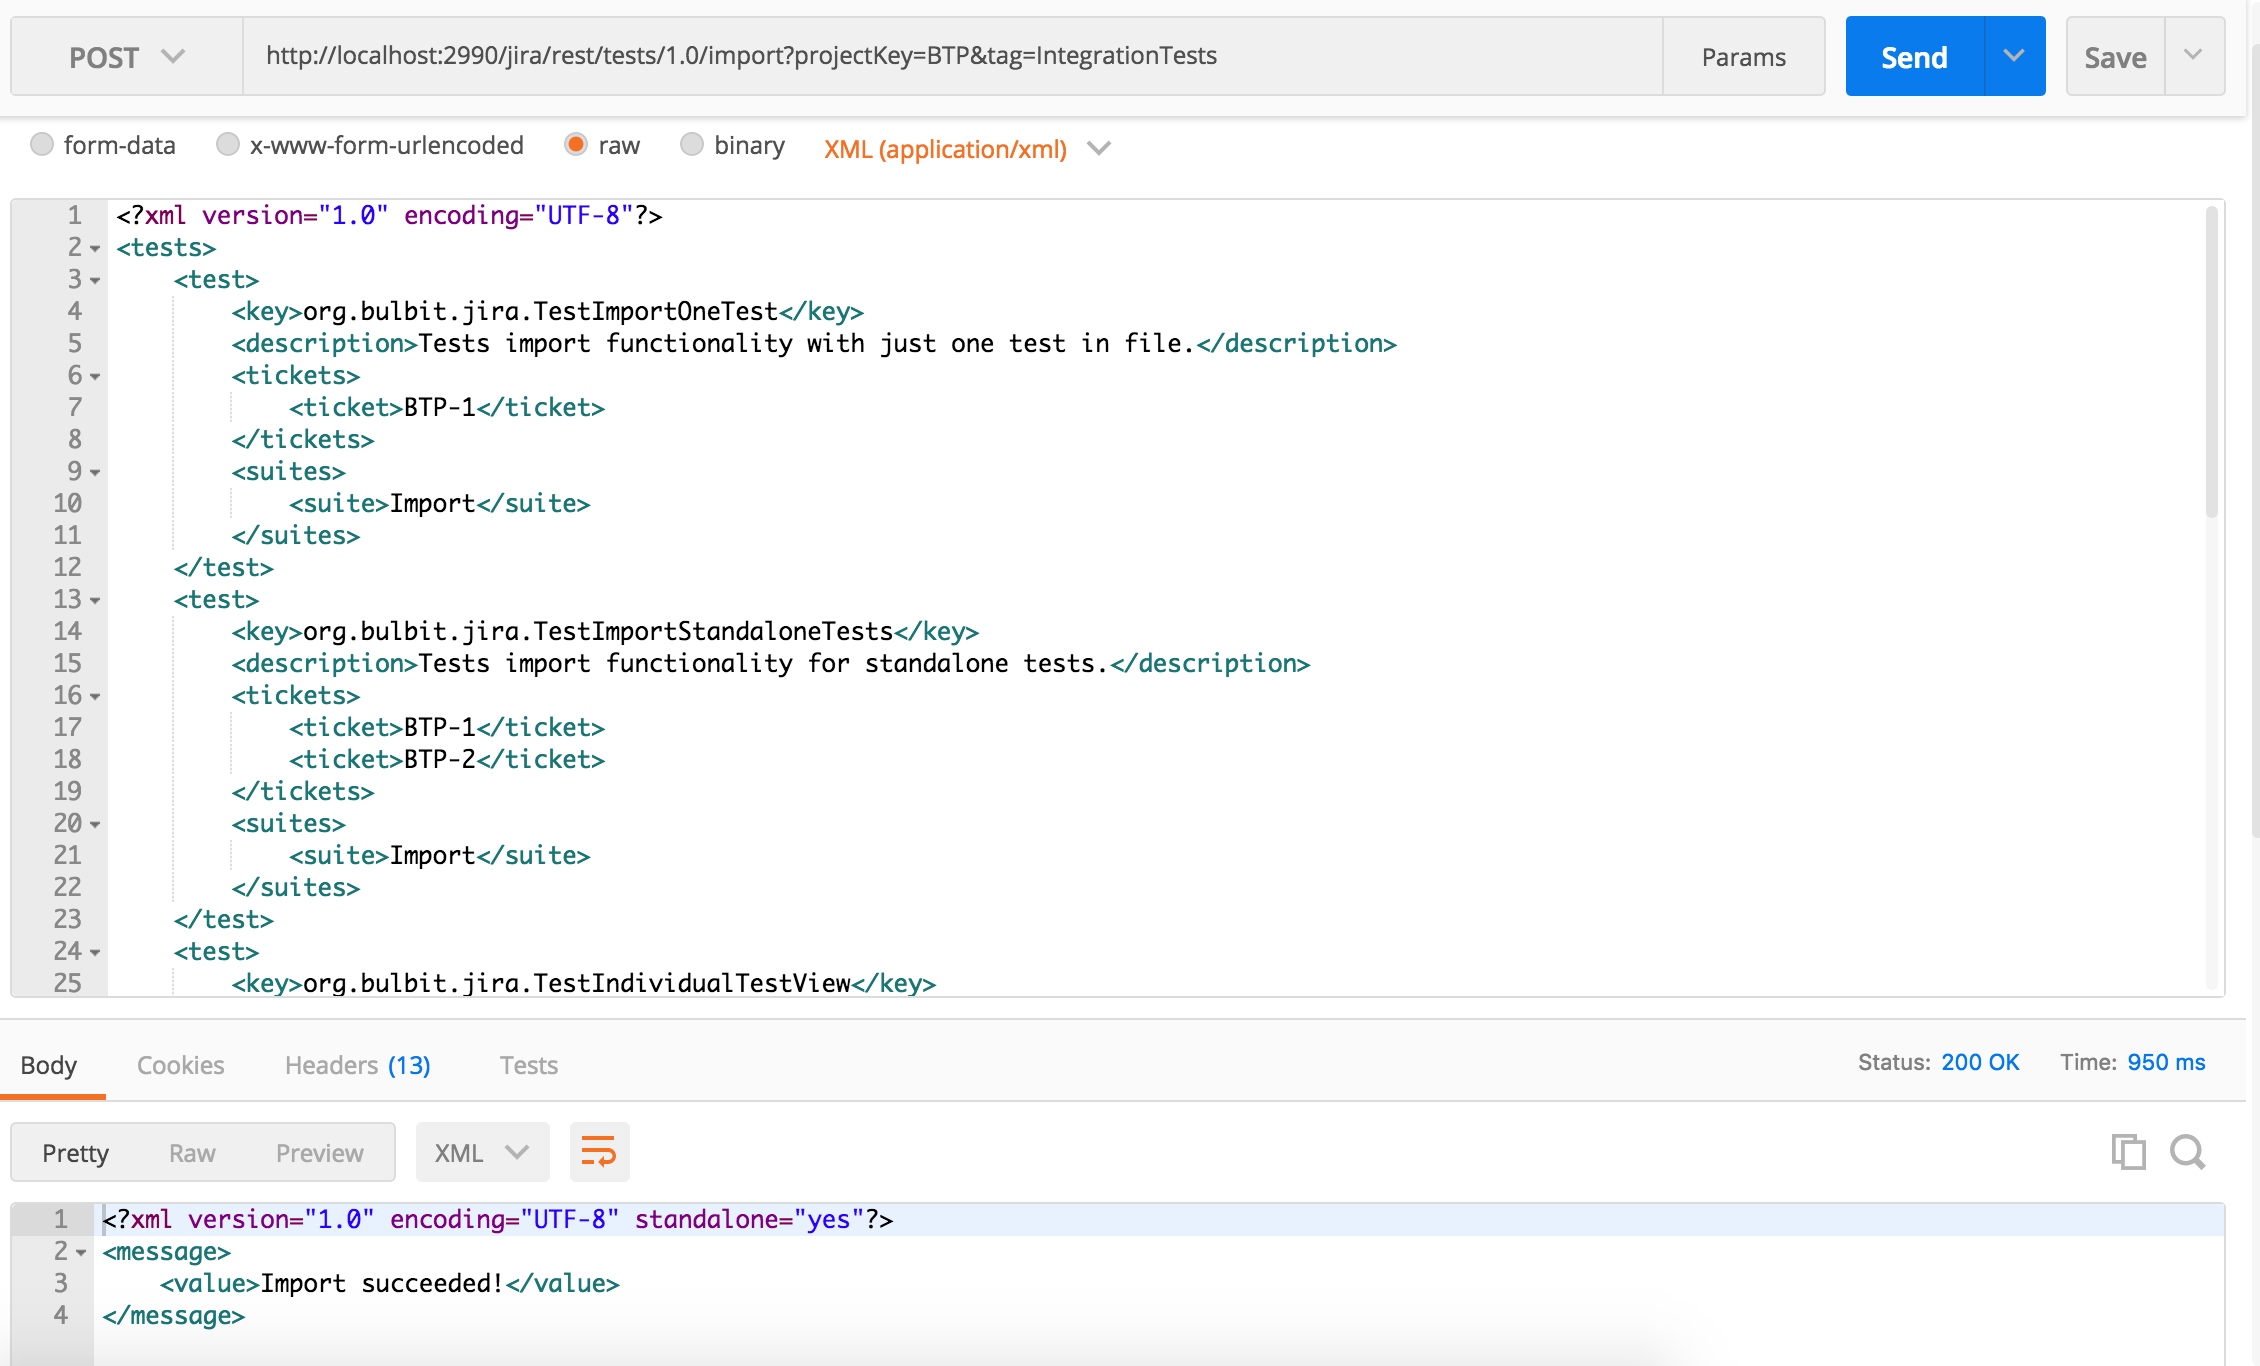 POST http://localhost:2990/jira/rest/tests/1.0/import?projectKey=BTP&tag=IntegrationTests Params Send Save
form-data x-www-form-urlencoded raw binary XML (application/xml)
1 <?xml version="1.0" encoding="UTF-8"?>
2 <tests>
3 <test>
4 <key>org.bulbit.jira.TestImportOneTest</key>
5 <description>Tests import functionality with just one test in file.</description>
6 <tickets>
7 <ticket>BTP-1</ticket>
8 </tickets>
9 <suites>
10 <suite>Import</suite>
11 </suites>
12 </test>
13 <test>
14 <key>org.bulbit.jira.TestImportStandaloneTests</key>
15 <description>Tests import functionality for standalone tests.</description>
16 <tickets>
17 <ticket>BTP-1</ticket>
18 <ticket>BTP-2</ticket>
19 </tickets>
20 <suites>
21 <suite>Import</suite>
22 </suites>
23 </test>
24 <test>
25 <key>org.bulbit.jira.TestIndividualTestView</key>
Body Cookies Headers (13) Tests Status: 200 OK Time: 950 ms
Pretty Raw Preview XML
1 <?xml version="1.0" encoding="UTF-8" standalone="yes"?>
2 <message>
3 <value>Import succeeded!</value>
4 </message>